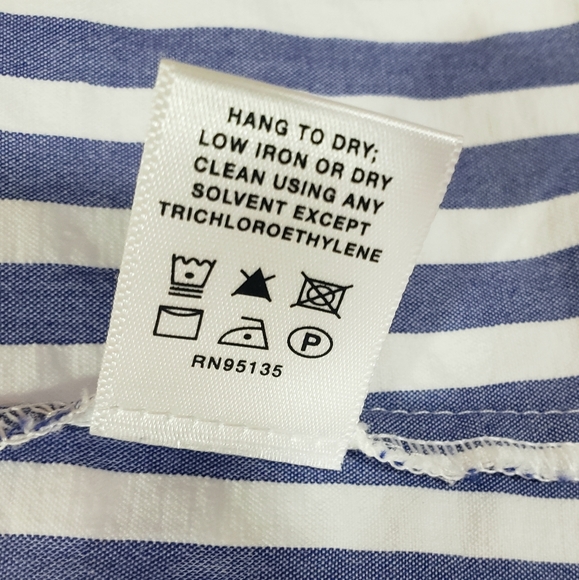 HANG TO DRY;
LOW IRON OR DRY
CLEAN USING ANY
SOLVENT EXCEPT
TRICHLOROETHYLENE
P
RN95135